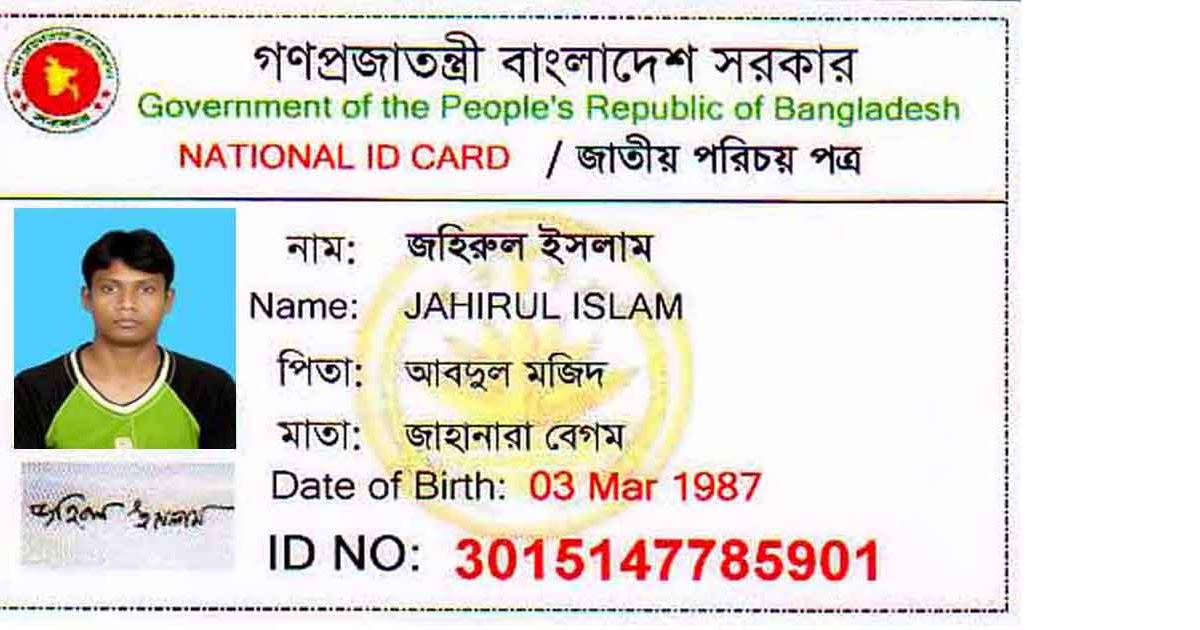 গণপ্রজাতন্ত্রী বাংলাদেশ সরকার
Government of the People's Republic of Bangladesh
NATIONAL ID CARD / জাতীয় পরিচয় পত্র
নাম: জহিরুল ইসলাম
Name: JAHIRUL ISLAM
পিতা: আবদুল মজিদ
মাতা: জাহানারা বেগম
Date of Birth: 03 Mar 1987
ID NO: 3015147785901
জহিরুল ইসলাম